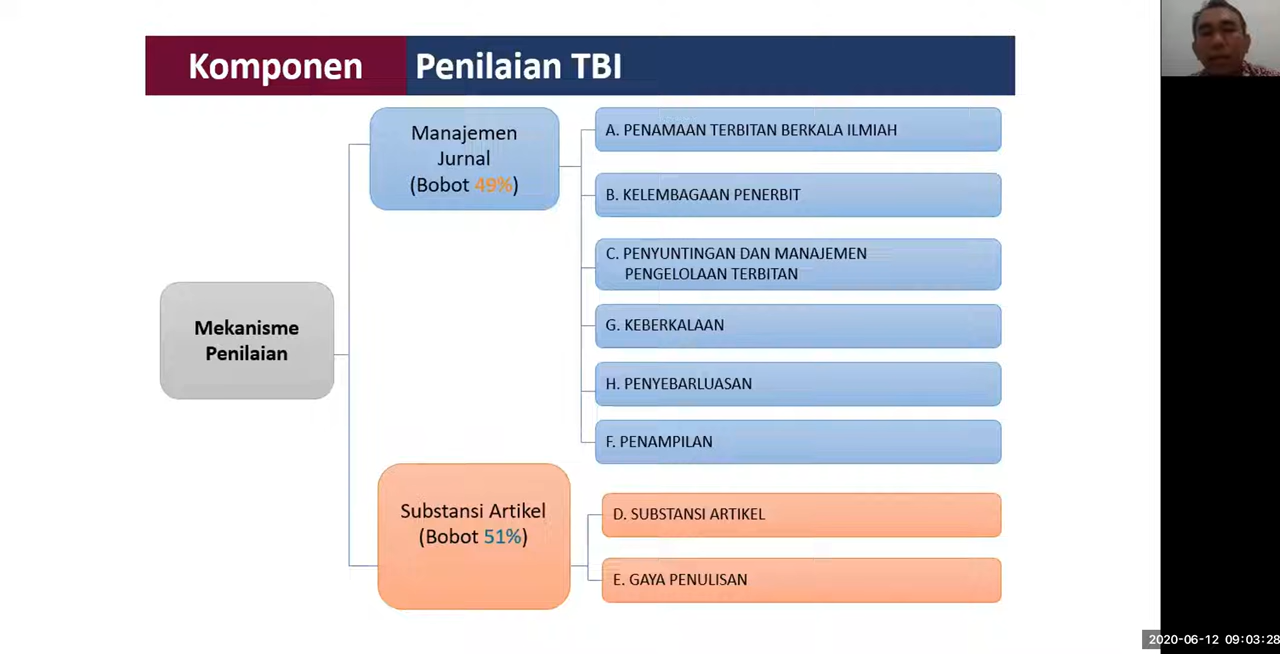 Komponen Penilaian TBI
Mekanisme
Penilaian
Manajemen
Jurnal
(Bobot 49%)
A. PENAMAAN TERBITAN BERKALA ILMIAH
B. KELEMBAGAAN PENERBIT
C. PENYUNTINGAN DAN MANAJEMEN
PENGELOLAAN TERBITAN
G. KEBERKALAAN
H. PENYEBARLUASAN
F. PENAMPILAN
Substansi Artikel
(Bobot 51%)
D. SUBSTANSI ARTIKEL
E. GAYA PENULISAN
2020-06-12 09:03:28